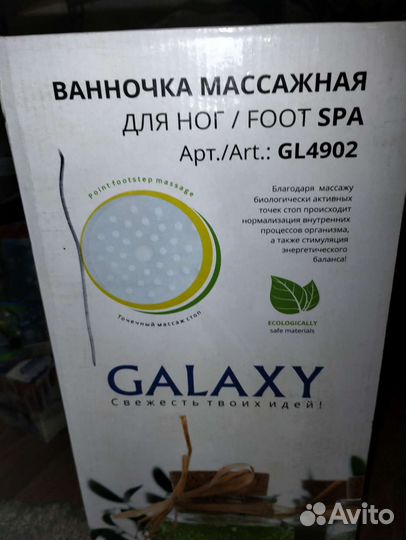 ВАННОЧКА МАССАЖНАЯ
ДЛЯ НОГ / FOOT SPA
Арт./Art.: GL4902
Point footstep massage
Точечный массаж стоп
Благодаря массажу
биологически активных
точек стоп происходит
нормализация внутренних
процессов организма,
а также стимуляция
энергетического
баланса!
ECOLOGICALLY
safe materials
GALAXY
Свежесть твоих идей!
Avito